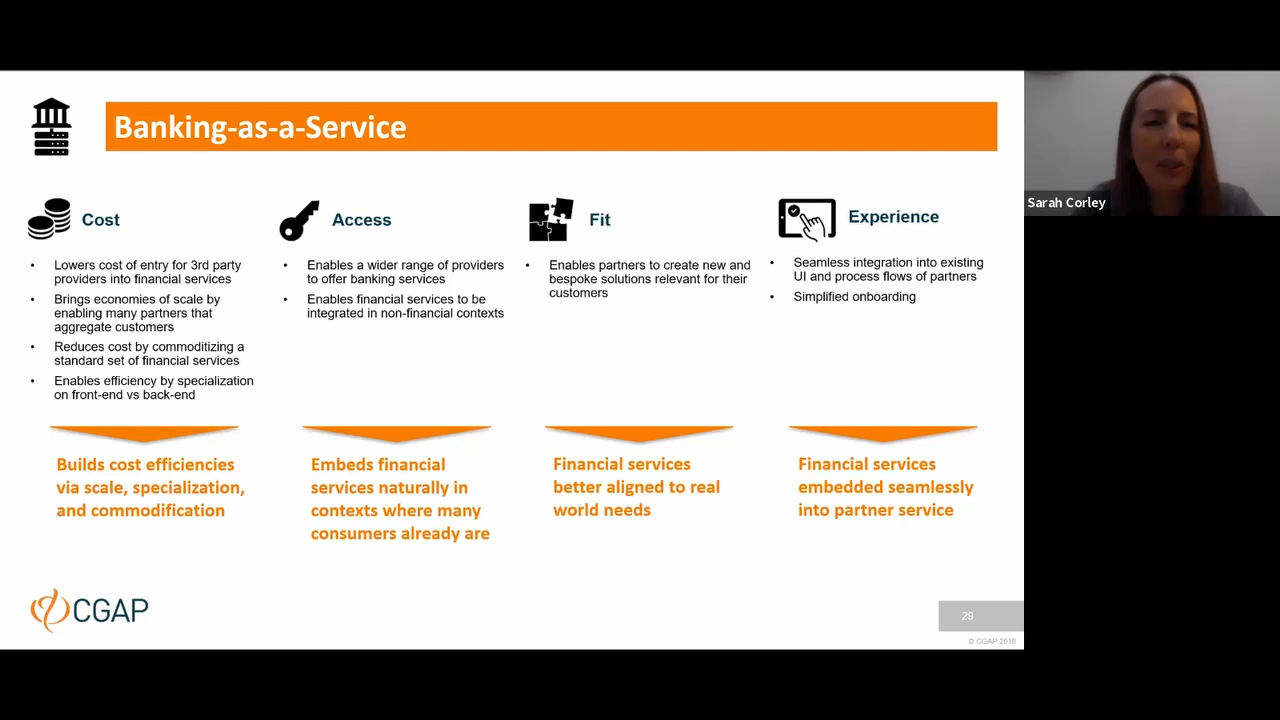 Banking-as-a-Service
Cost
• Lowers cost of entry for 3rd party
providers into financial services
• Brings economies of scale by
enabling many partners that
aggregate customers
• Reduces cost by commoditizing a
standard set of financial services
• Enables efficiency by specialization
on front-end vs back-end
Builds cost efficiencies
via scale, specialization,
and commodification
Access
• Enables a wider range of providers
to offer banking services
• Enables financial services to be
integrated in non-financial contexts
Embeds financial
services naturally in
contexts where many
consumers already are
Fit
• Enables partners to create new and
bespoke solutions relevant for their
customers
Financial services
better aligned to real
world needs
Experience
• Seamless integration into existing
UI and process flows of partners
• Simplified onboarding
Financial services
embedded seamlessly
into partner service
CGAP
29
© CGAP 2018
Sarah Corley